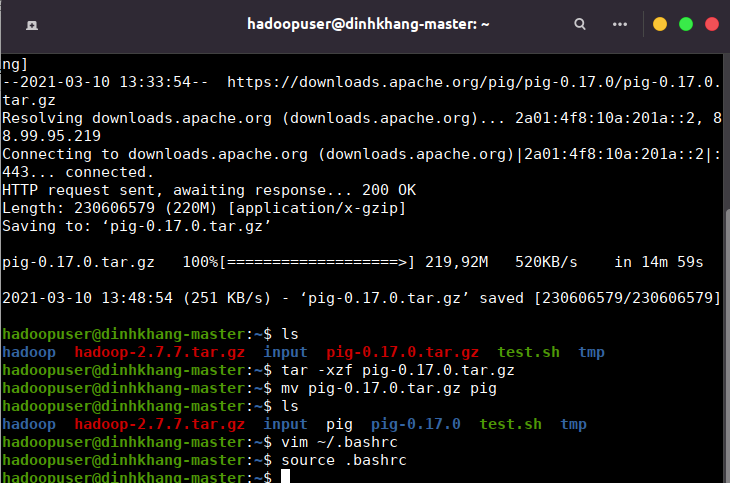 hadoopuser@dinhkhang-master: ~
ng]
--2021-03-10 13:33:54--  https://downloads.apache.org/pig/pig-0.17.0/pig-0.17.0.
tar.gz
Resolving downloads.apache.org (downloads.apache.org)... 2a01:4f8:10a:201a::2, 8
8.99.95.219
Connecting to downloads.apache.org (downloads.apache.org)|2a01:4f8:10a:201a::2|:
443... connected.
HTTP request sent, awaiting response... 200 OK
Length: 230606579 (220M) [application/x-gzip]
Saving to: ‘pig-0.17.0.tar.gz’
pig-0.17.0.tar.gz   100%[===================>] 219,92M   520KB/s    in 14m 59s
2021-03-10 13:48:54 (251 KB/s) - ‘pig-0.17.0.tar.gz’ saved [230606579/230606579]
hadoopuser@dinhkhang-master:~$ ls
hadoop  hadoop-2.7.7.tar.gz  input  pig-0.17.0.tar.gz  test.sh  tmp
hadoopuser@dinhkhang-master:~$ tar -xzf pig-0.17.0.tar.gz
hadoopuser@dinhkhang-master:~$ mv pig-0.17.0.tar.gz pig
hadoopuser@dinhkhang-master:~$ ls
hadoop  hadoop-2.7.7.tar.gz  input  pig  pig-0.17.0  test.sh  tmp
hadoopuser@dinhkhang-master:~$ vim ~/.bashrc
hadoopuser@dinhkhang-master:~$ source .bashrc
hadoopuser@dinhkhang-master:~$